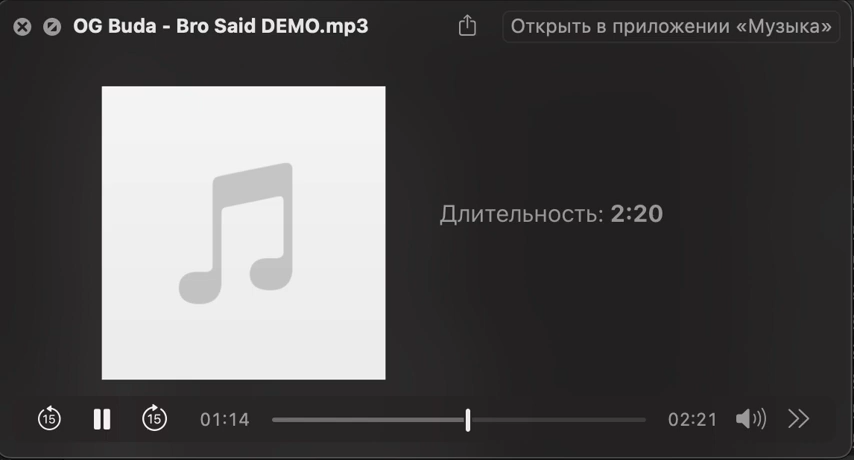 OG Buda - Bro Said DEMO.mp3
Открыть в приложении «Музыка»
Длительность: 2:20
15
15
01:14
02:21